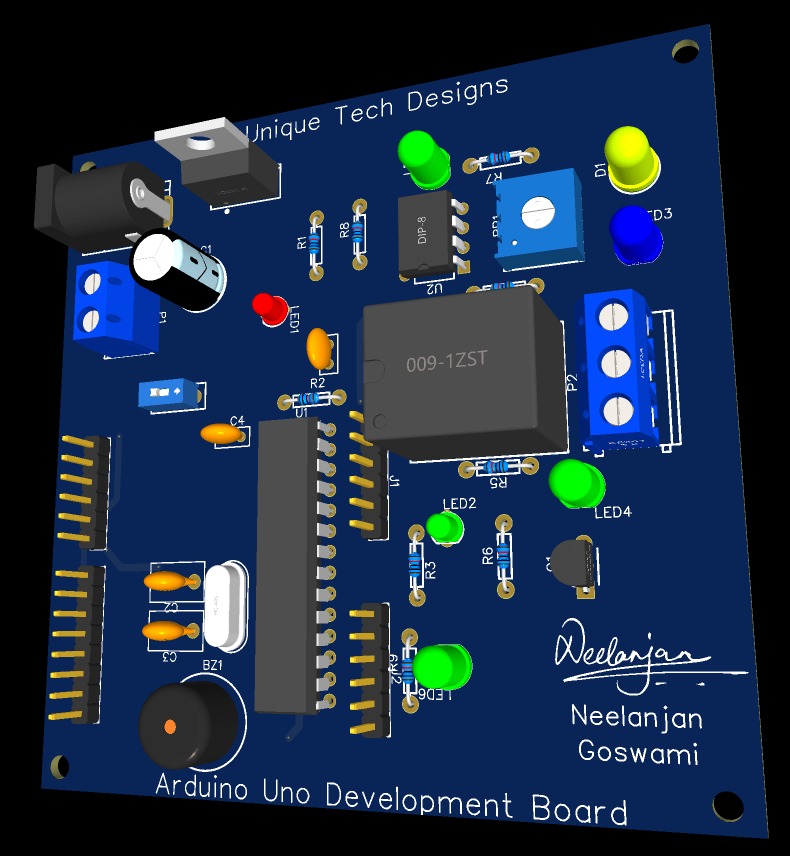 Unique Tech Designs
R7
D1
R1
R8
DIP-8
U2
C1
LED1
P1
009-1ZST
R2
U1
C4
P2
J1
R5
LED2
LED4
R3
R6
C2
C3
R9
LED6
BZ1
Neelanjan
Neelanjan
Goswami
Arduino Uno Development Board